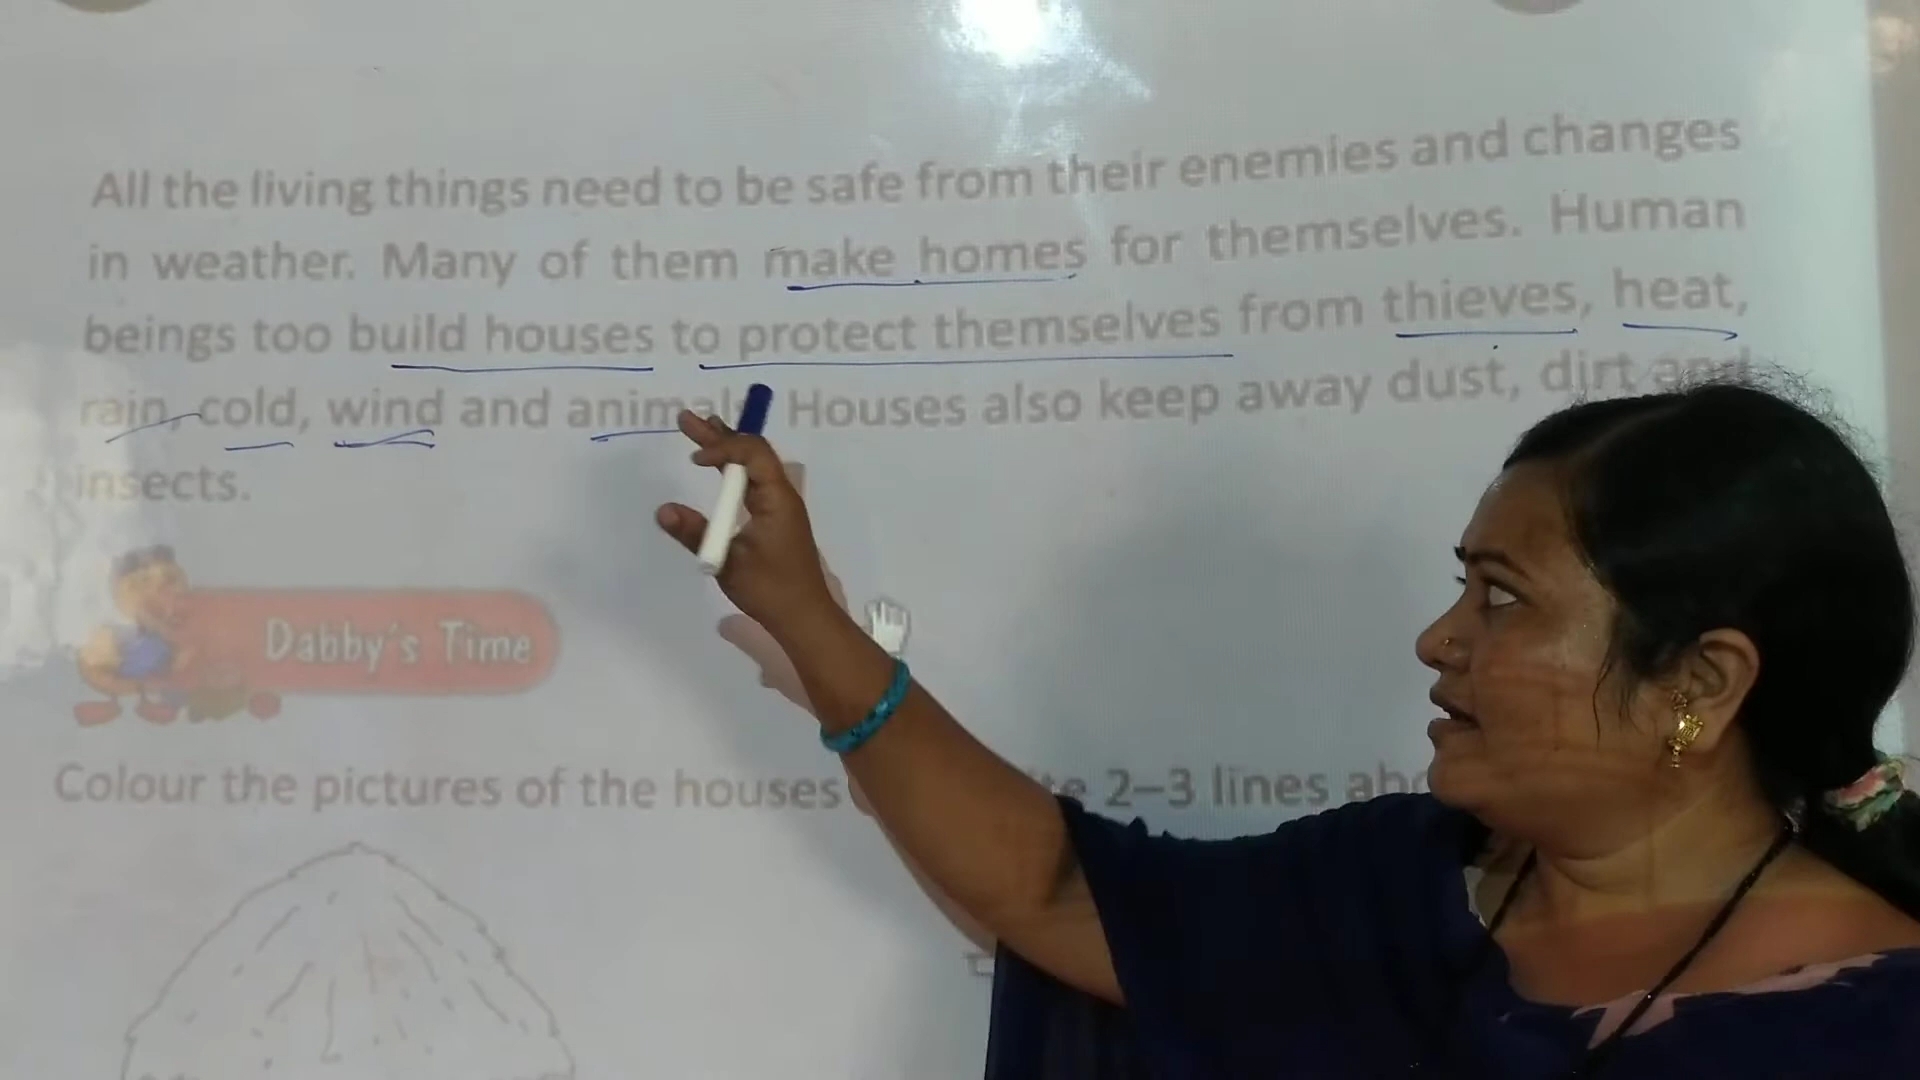 All the living things need to be safe from their enemies and changes
in weather. Many of them make homes for themselves. Human
beings too build houses to protect themselves from thieves, heat,
rain, cold, wind and animals. Houses also keep away dust, dirt and
insects.
Dabby's Time
Colour the pictures of the houses 2–3 lines